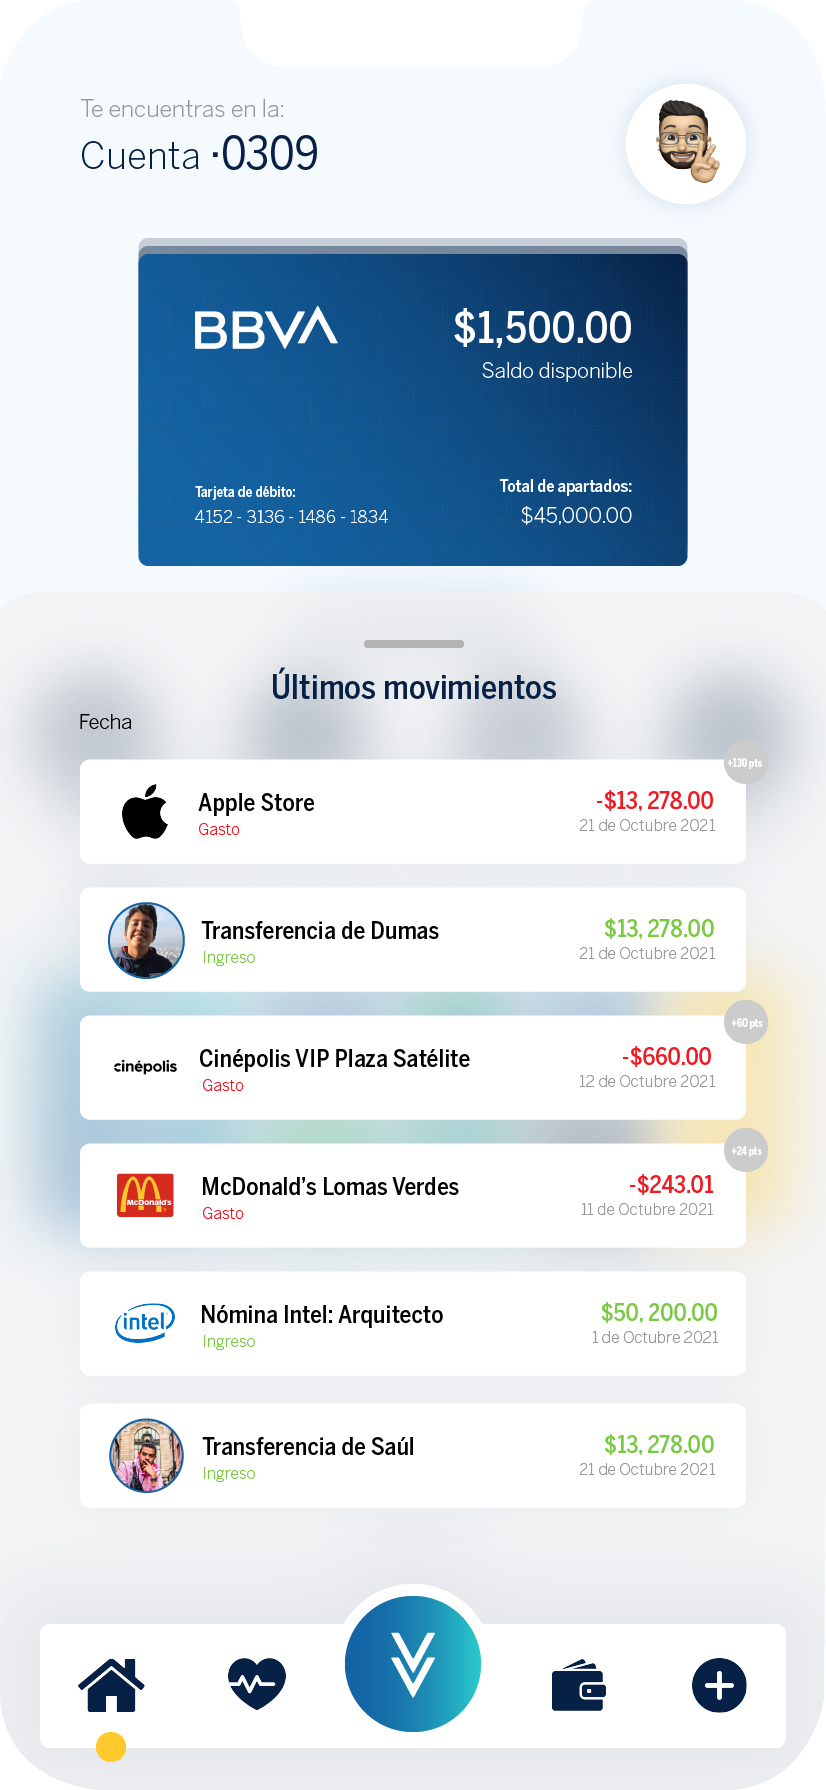 Te encuentras en la:
Cuenta ·0309
BBVA
$1,500.00
Saldo disponible
Tarjeta de débito:
4152 - 3136 - 1486 - 1834
Total de apartados:
$45,000.00
Últimos movimientos
Fecha
+130 pts
Apple Store
Gasto
-$13, 278.00
21 de Octubre 2021
Transferencia de Dumas
Ingreso
$13, 278.00
21 de Octubre 2021
+60 pts
cinépolis
Cinépolis VIP Plaza Satélite
Gasto
-$660.00
12 de Octubre 2021
+24 pts
McDonald's
McDonald’s Lomas Verdes
Gasto
-$243.01
11 de Octubre 2021
intel
Nómina Intel: Arquitecto
Ingreso
$50, 200.00
1 de Octubre 2021
Transferencia de Saúl
Ingreso
$13, 278.00
21 de Octubre 2021